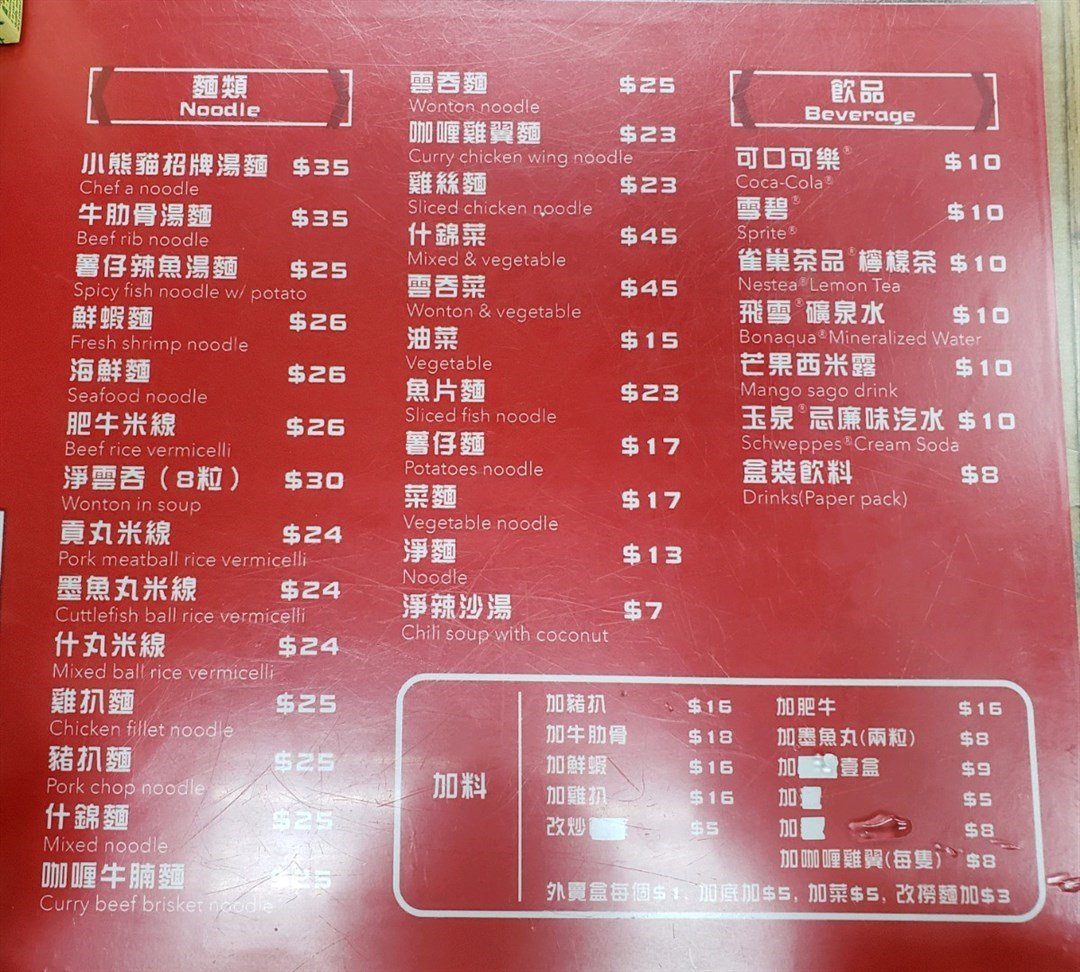 麵類
Noodle
小熊貓招牌湯麵 $35
Chef a noodle
牛肋骨湯麵 $35
Beef rib noodle
薯仔辣魚湯麵 $25
Spicy fish noodle w/ potato
鮮蝦麵 $26
Fresh shrimp noodle
海鮮麵 $26
Seafood noodle
肥牛米線 $26
Beef rice vermicelli
淨雲吞（8粒） $30
Wonton in soup
貢丸米線 $24
Pork meatball rice vermicelli
墨魚丸米線 $24
Cuttlefish ball rice vermicelli
什丸米線 $24
Mixed ball rice vermicelli
雞扒麵 $25
Chicken fillet noodle
豬扒麵 $25
Pork chop noodle
什錦麵 $25
Mixed noodle
咖喱牛腩麵
Curry beef brisket noodle
雲吞麵 $25
Wonton noodle
咖喱雞翼麵 $23
Curry chicken wing noodle
雞絲麵 $23
Sliced chicken noodle
什錦菜 $45
Mixed & vegetable
雲吞菜 $45
Wonton & vegetable
油菜 $15
Vegetable
魚片麵 $23
Sliced fish noodle
薯仔麵 $17
Potatoes noodle
菜麵 $17
Vegetable noodle
淨麵 $13
Noodle
淨辣沙湯 $7
Chili soup with coconut
飲品
Beverage
可口可樂® $10
Coca-Cola®
雪碧® $10
Sprite®
雀巢茶品®檸檬茶 $10
Nestea®Lemon Tea
飛雪®礦泉水 $10
Bonaqua®Mineralized Water
芒果西米露 $10
Mango sago drink
玉泉®忌廉味汽水 $10
Schweppes®Cream Soda
盒裝飲料 $8
Drinks(Paper pack)
加料
加豬扒 $16
加牛肋骨 $18
加鮮蝦 $16
加雞扒 $16
改炒 $5
加肥牛 $16
加墨魚丸(兩粒) $8
加 壹盒 $9
加 $5
加 $8
加咖喱雞翼(每隻) $8
外賣盒每個$1, 加底加$5, 加菜$5, 改撈麵加$3